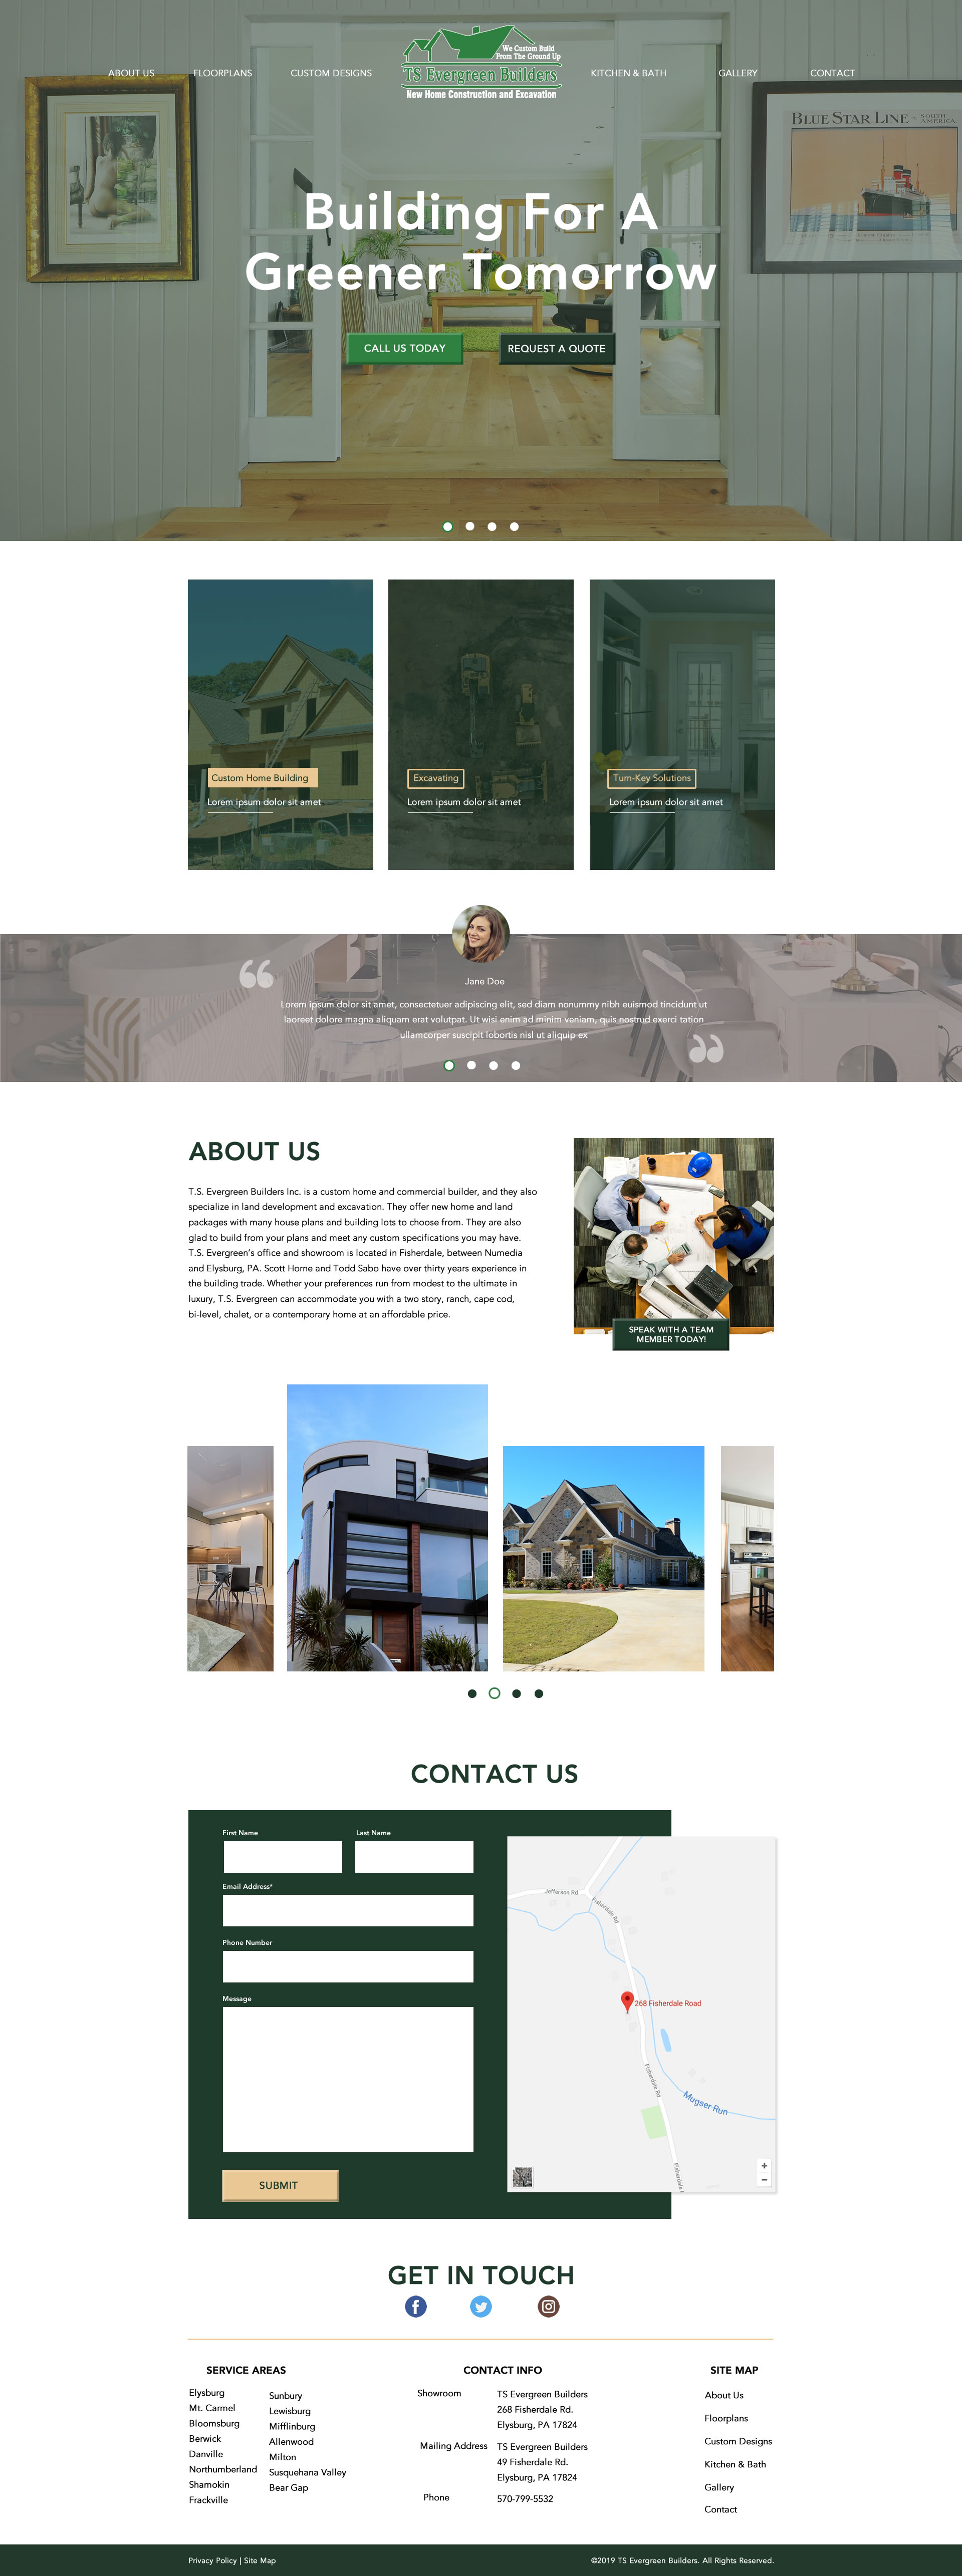 ABOUT US
FLOORPLANS
CUSTOM DESIGNS
We Custom Build
From The Ground Up
TS Evergreen Builders
New Home Construction and Excavation
KITCHEN & BATH
GALLERY
CONTACT
BLUE STAR LINE
SOUTH
AMERICA
Building For A
Greener Tomorrow
CALL US TODAY
REQUEST A QUOTE
Custom Home Building
Lorem ipsum dolor sit amet
Excavating
Lorem ipsum dolor sit amet
Turn-Key Solutions
Lorem ipsum dolor sit amet
Jane Doe
Lorem ipsum dolor sit amet, consectetuer adipiscing elit, sed diam nonummy nibh euismod tincidunt ut
laoreet dolore magna aliquam erat volutpat. Ut wisi enim ad minim veniam, quis nostrud exerci tation
ullamcorper suscipit lobortis nisl ut aliquip ex
ABOUT US
T.S. Evergreen Builders Inc. is a custom home and commercial builder, and they also
specialize in land development and excavation. They offer new home and land
packages with many house plans and building lots to choose from. They are also
glad to build from your plans and meet any custom specifications you may have.
T.S. Evergreen's office and showroom is located in Fisherdale, between Numedia
and Elysburg, PA. Scott Horne and Todd Sabo have over thirty years experience in
the building trade. Whether your preferences run from modest to the ultimate in
luxury, T.S. Evergreen can accommodate you with a two story, ranch, cape cod,
bi-level, chalet, or a contemporary home at an affordable price.
SPEAK WITH A TEAM
MEMBER TODAY!
CONTACT US
First Name
Last Name
Email Address*
Phone Number
Message
SUBMIT
Jefferson Rd
Fisherdale Rd
268 Fisherdale Road
Fisherdale Rd
Mugser Run
Fisherdale
+
−
GET IN TOUCH
SERVICE AREAS
Elysburg
Mt. Carmel
Bloomsburg
Berwick
Danville
Northumberland
Shamokin
Frackville
Sunbury
Lewisburg
Mifflinburg
Allenwood
Milton
Susquehana Valley
Bear Gap
CONTACT INFO
Showroom
TS Evergreen Builders
268 Fisherdale Rd.
Elysburg, PA 17824
Mailing Address
TS Evergreen Builders
49 Fisherdale Rd.
Elysburg, PA 17824
Phone
570-799-5532
SITE MAP
About Us
Floorplans
Custom Designs
Kitchen & Bath
Gallery
Contact
Privacy Policy | Site Map
©2019 TS Evergreen Builders. All Rights Reserved.